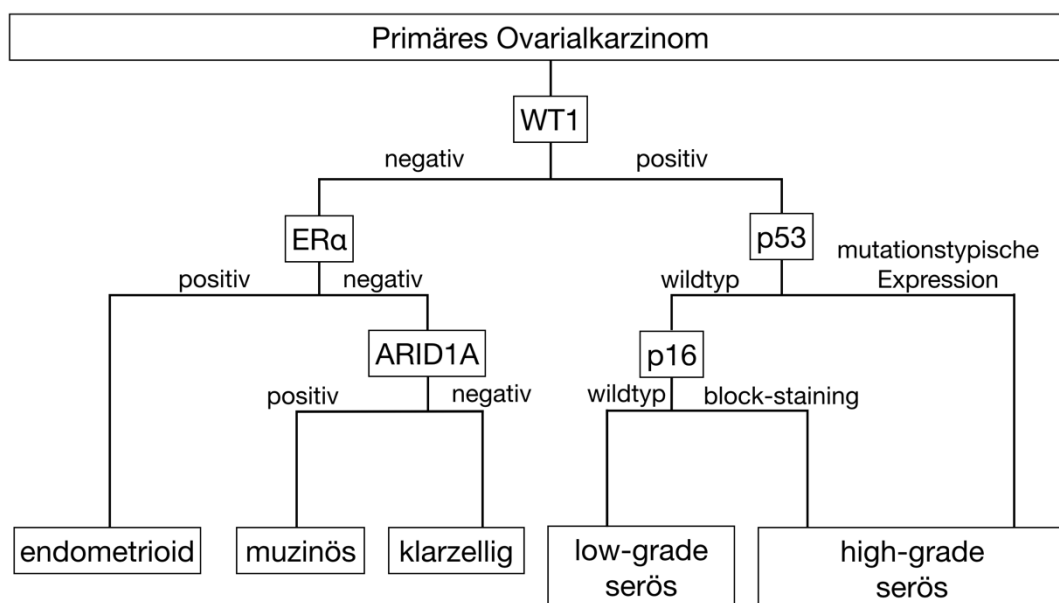 Primäres Ovarialkarzinom
WT1
negativ
positiv
ERα
p53
positiv
negativ
wildtyp
mutationstypische
Expression
ARID1A
p16
positiv
negativ
wildtyp
block-staining
endometrioid
muzinös
klarzellig
low-grade
serös
high-grade
serös